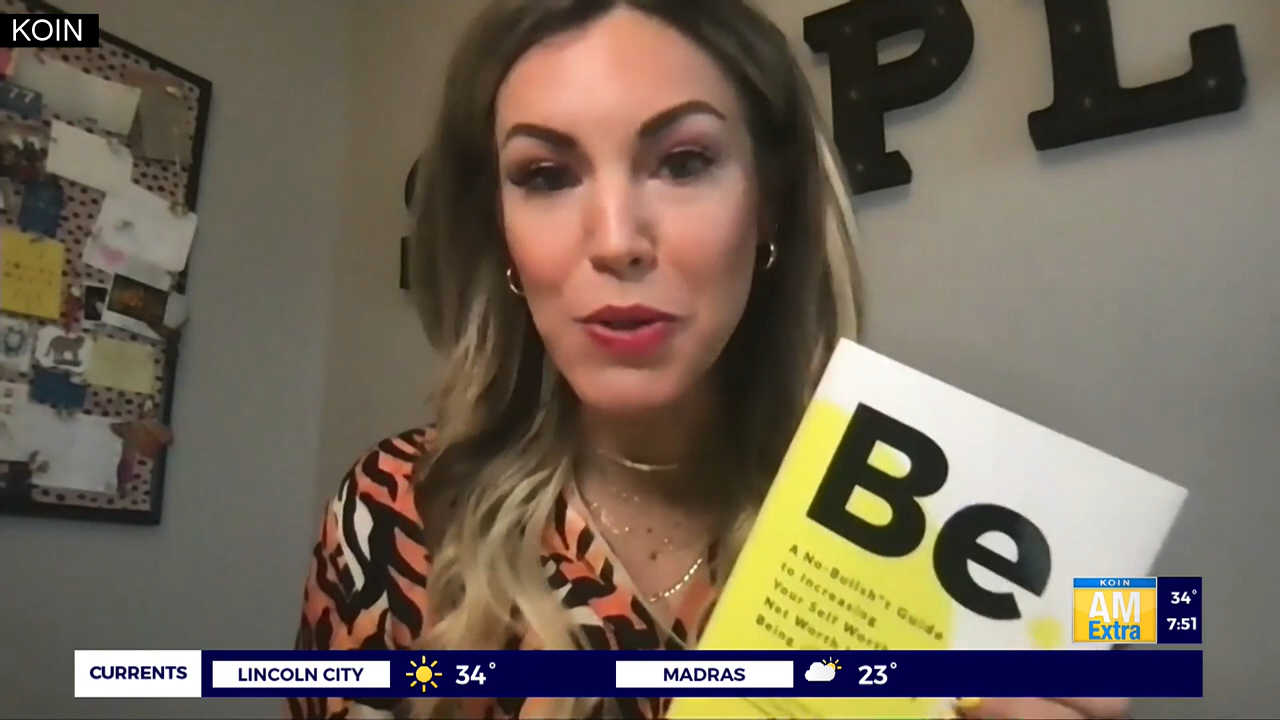 KOIN
P L
Be
A No-Bullsh*t Guide
to Increasing
Your Self Worth
Net Worth
Being
KOIN
AM
Extra
34°
7:51
CURRENTS
LINCOLN CITY
34°
MADRAS
23°